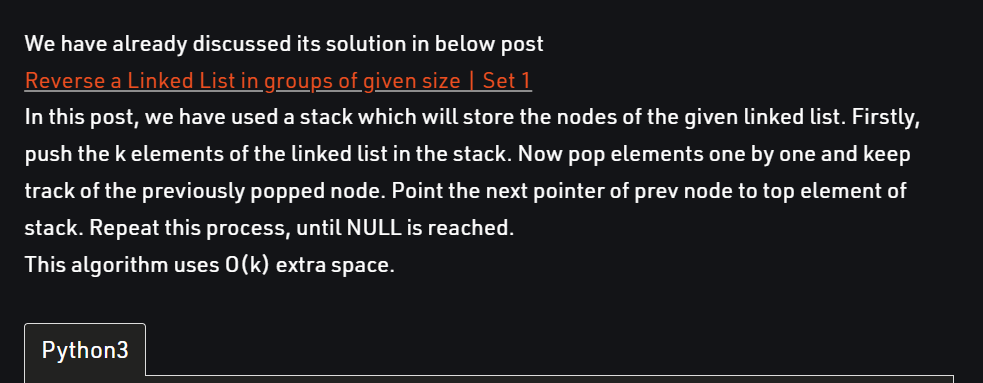 We have already discussed its solution in below post
Reverse a Linked List in groups of given size | Set 1
In this post, we have used a stack which will store the nodes of the given linked list. Firstly,
push the k elements of the linked list in the stack. Now pop elements one by one and keep
track of the previously popped node. Point the next pointer of prev node to top element of
stack. Repeat this process, until NULL is reached.
This algorithm uses O(k) extra space.
Python3